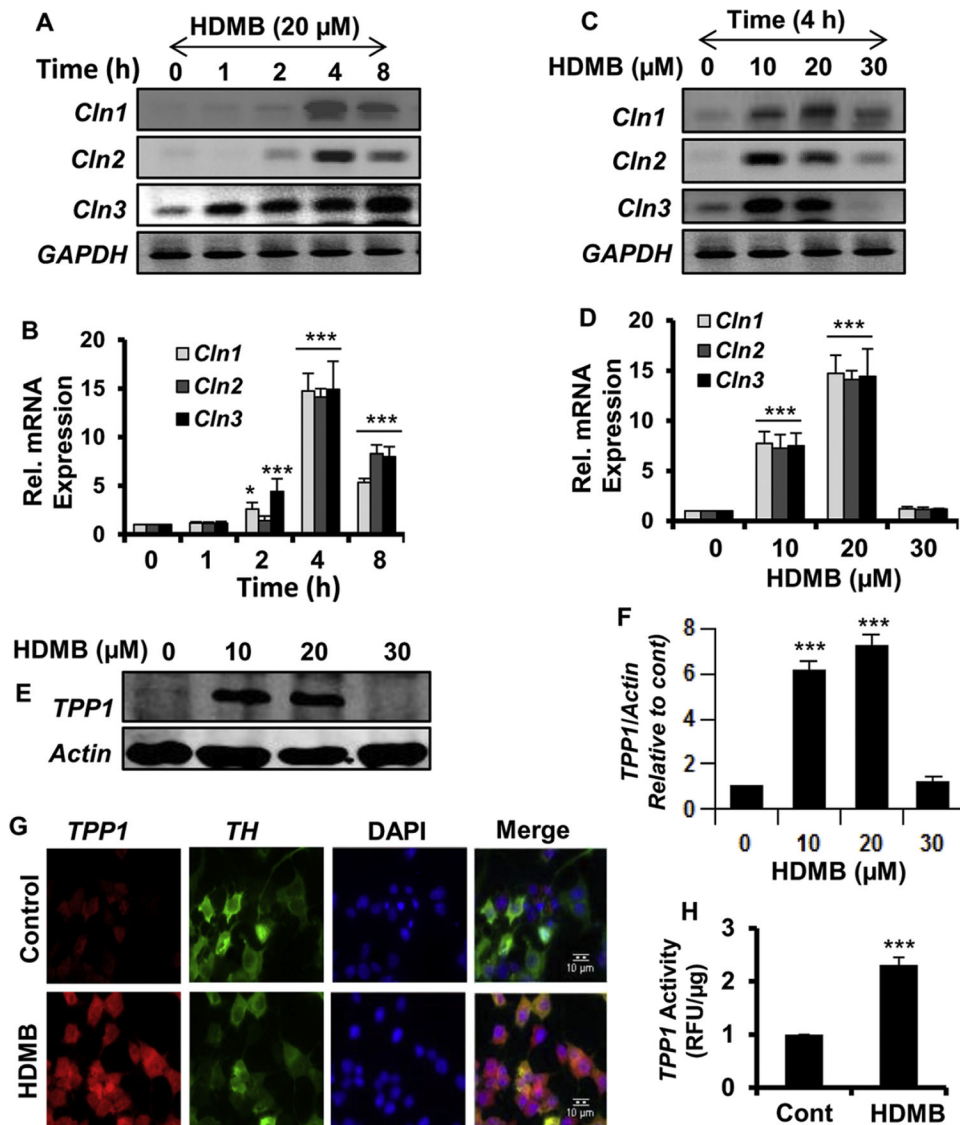 A
HDMB (20 µM)
Time (h) 0 1 2 4 8
Cln1
Cln2
Cln3
GAPDH
C
Time (4 h)
HDMB (µM) 0 10 20 30
Cln1
Cln2
Cln3
GAPDH
B
Rel. mRNA
Expression
20
15
10
5
0
Cln1
Cln2
Cln3
* *** *** ***
0 1 2 4 8
Time (h)
D
Rel. mRNA
Expression
20
15
10
5
0
Cln1
Cln2
Cln3
*** ***
0 10 20 30
HDMB (µM)
HDMB (µM) 0 10 20 30
E
TPP1
Actin
F
TPP1/Actin
Relative to cont)
8
6
4
2
0
*** ***
0 10 20 30
HDMB (µM)
G
TPP1 TH DAPI Merge
Control
10 µm
HDMB
10 µm
H
TPP1 Activity
(RFU/µg)
3
2
1
0
***
Cont HDMB